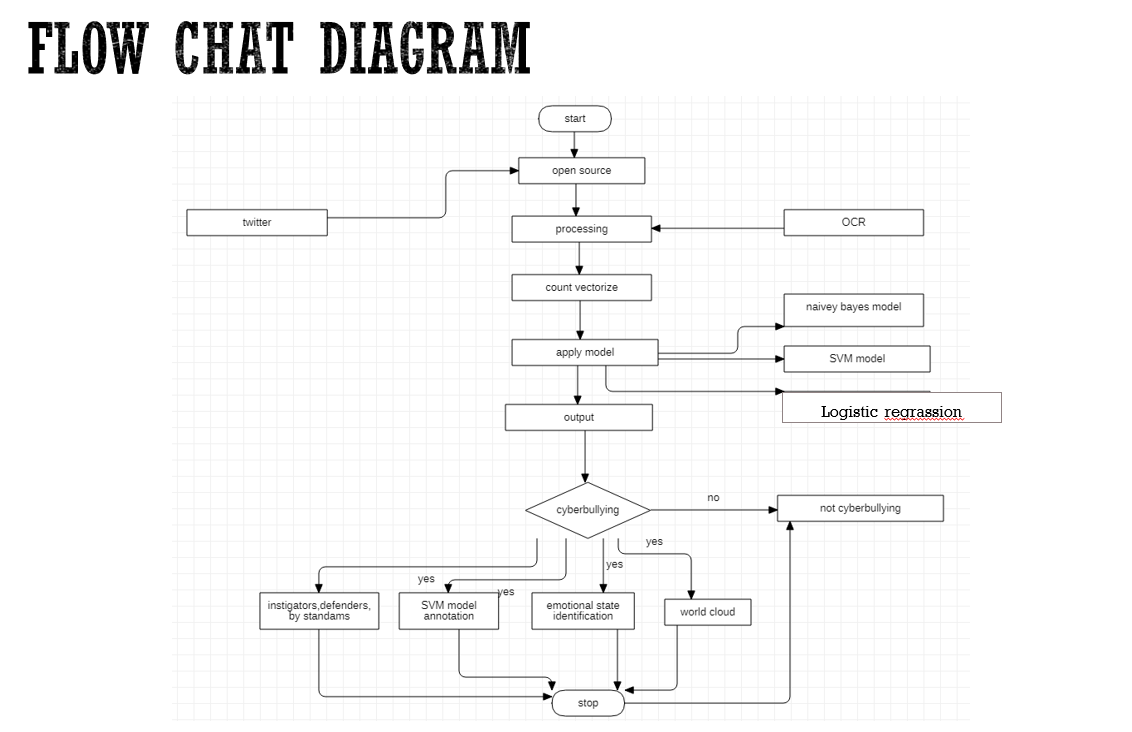 FLOW CHAT DIAGRAM
start
open source
twitter
processing
OCR
count vectorize
naivey bayes model
apply model
SVM model
Logistic regrassion
output
cyberbullying
no
not cyberbullying
yes
yes
yes
yes
instigators,defenders,
by standams
SVM model
annotation
emotional state
identification
world cloud
stop